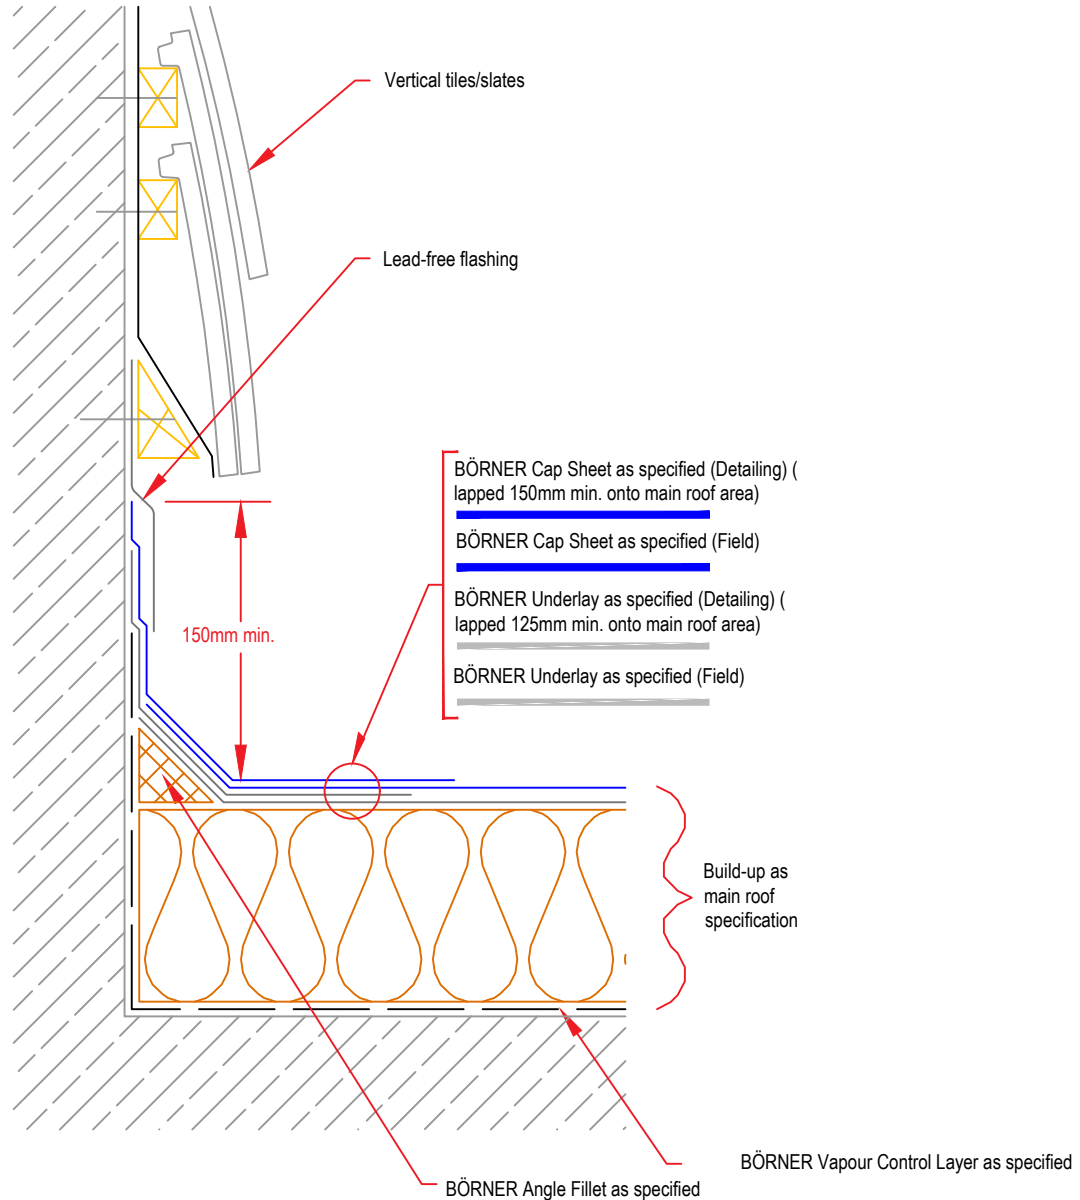 Vertical tiles/slates
Lead-free flashing
BÖRNER Cap Sheet as specified (Detailing) (
lapped 150mm min. onto main roof area)
BÖRNER Cap Sheet as specified (Field)
BÖRNER Underlay as specified (Detailing) (
lapped 125mm min. onto main roof area)
BÖRNER Underlay as specified (Field)
150mm min.
Build-up as
main roof
specification
BÖRNER Vapour Control Layer as specified
BÖRNER Angle Fillet as specified